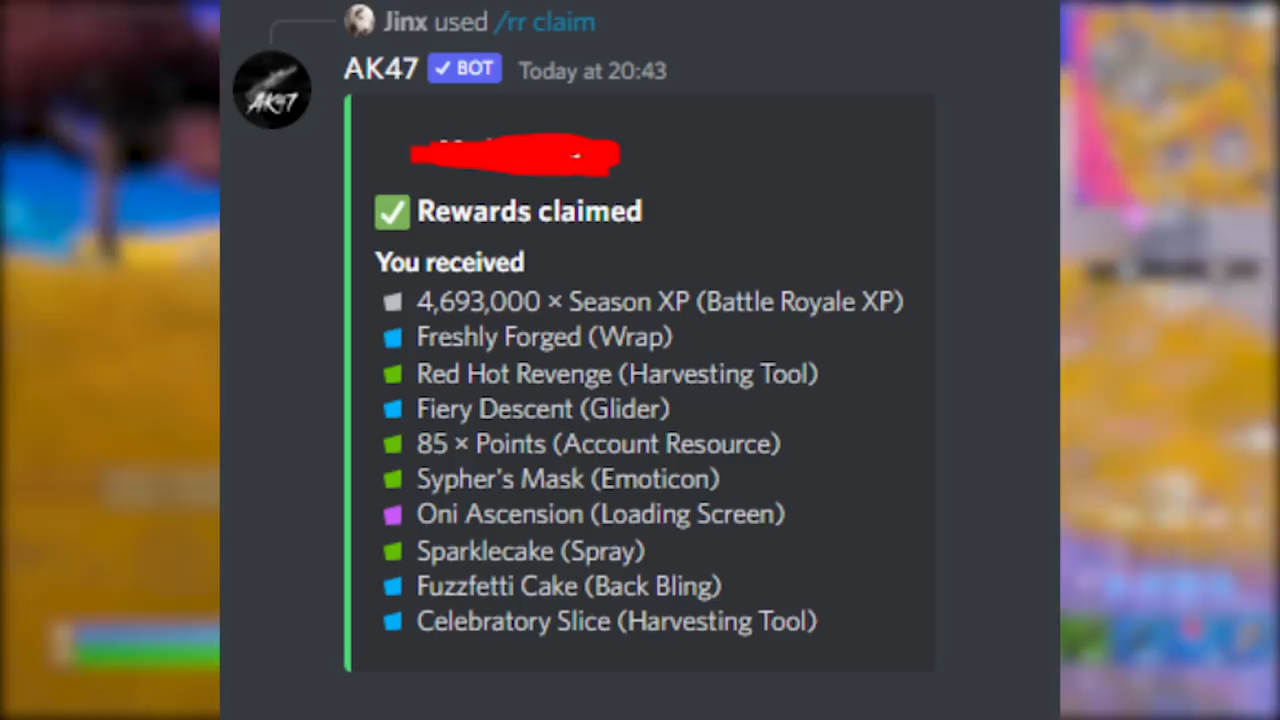 Jinx used /rr claim
AK47 ✓ BOT Today at 20:43
AK47
Rewards claimed
You received
4,693,000 × Season XP (Battle Royale XP)
Freshly Forged (Wrap)
Red Hot Revenge (Harvesting Tool)
Fiery Descent (Glider)
85 × Points (Account Resource)
Sypher's Mask (Emoticon)
Oni Ascension (Loading Screen)
Sparklecake (Spray)
Fuzzfetti Cake (Back Bling)
Celebratory Slice (Harvesting Tool)